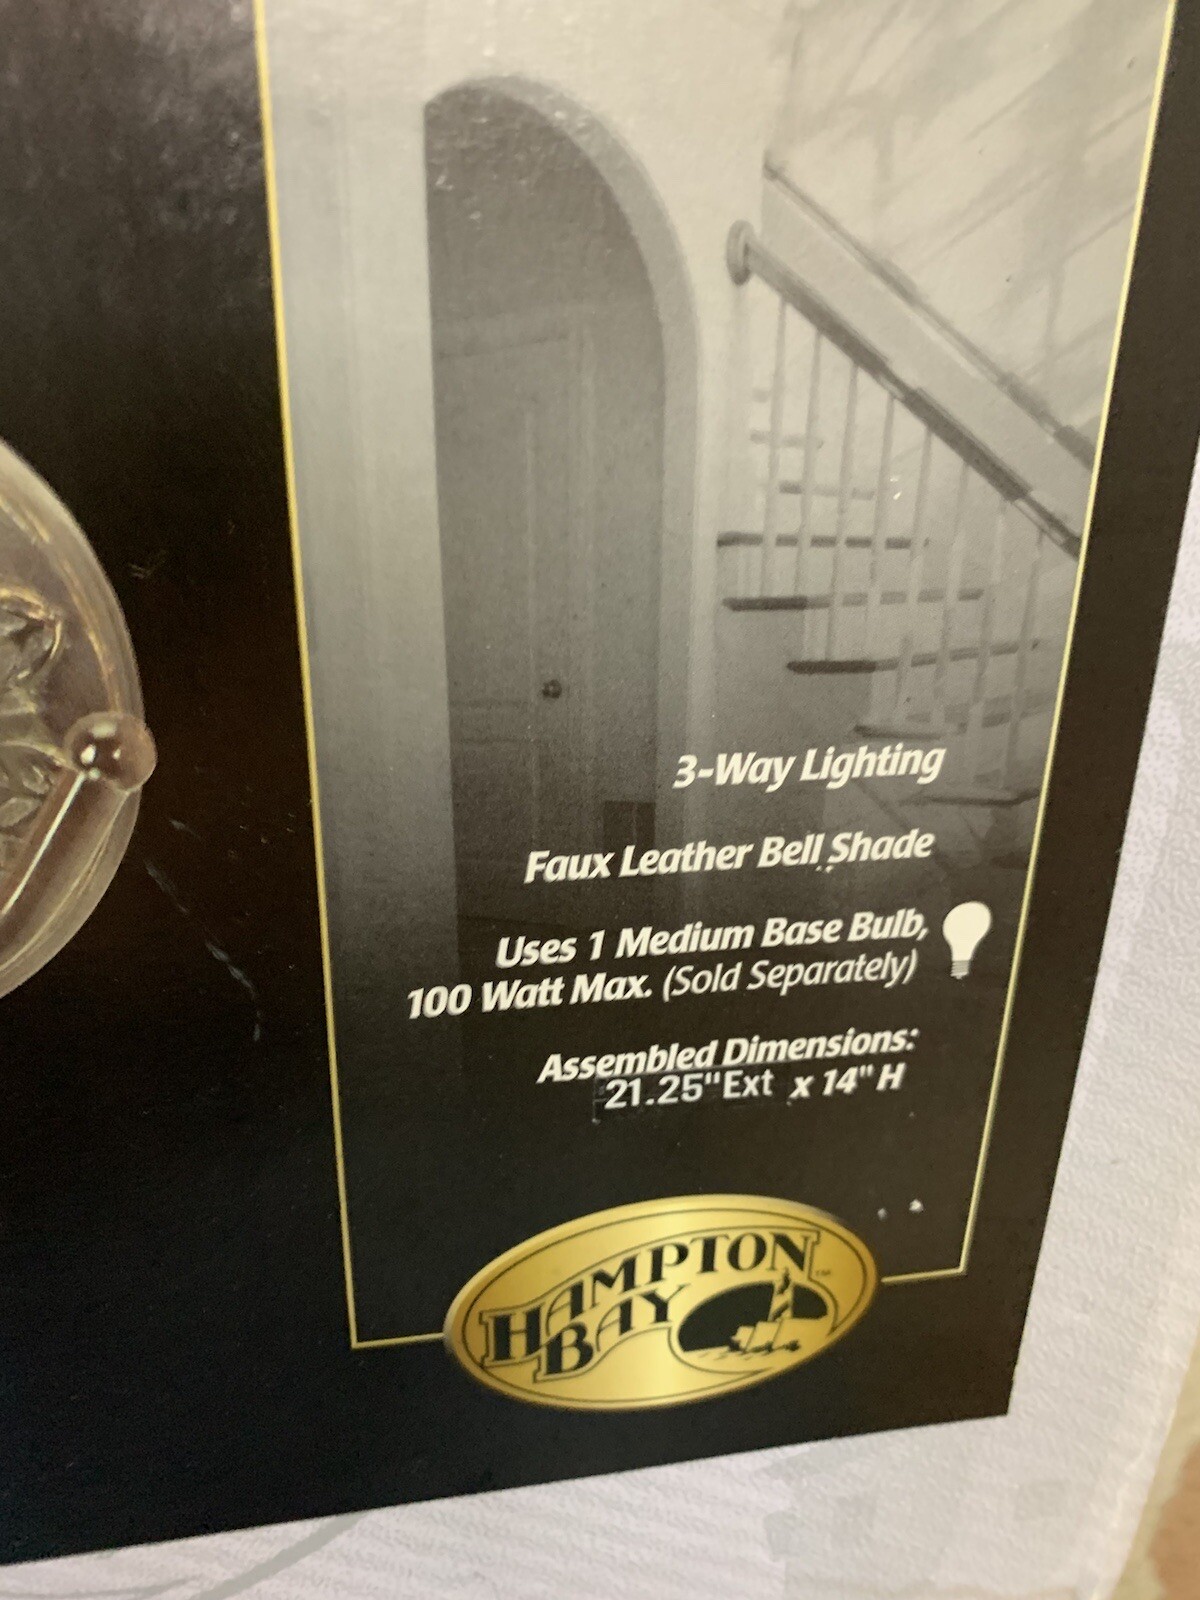 3-Way Lighting
Faux Leather Bell Shade
Uses 1 Medium Base Bulb,
100 Watt Max. (Sold Separately)
Assembled Dimensions:
21.25"Ext x 14"H
HAMPTON
BAY™